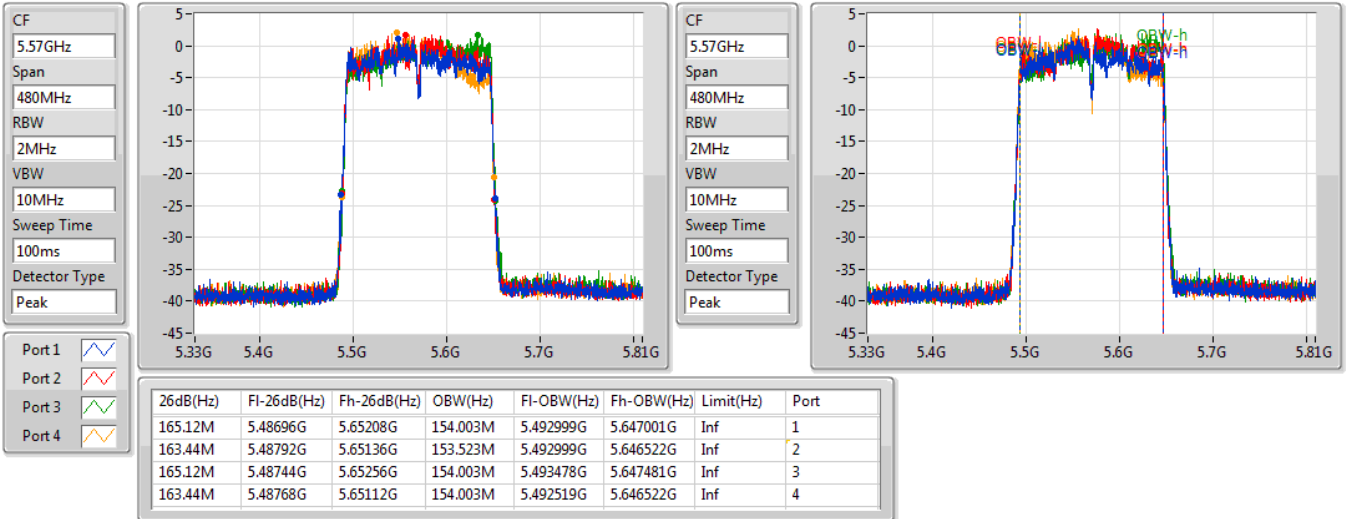 CF
5.57GHz
Span
480MHz
RBW
2MHz
VBW
10MHz
Sweep Time
100ms
Detector Type
Peak
5
0
-5
-10
-15
-20
-25
-30
-35
-40
-45
5.33G 5.4G 5.5G 5.6G 5.7G 5.81G
CF
5.57GHz
Span
480MHz
RBW
2MHz
VBW
10MHz
Sweep Time
100ms
Detector Type
Peak
5
0
-5
-10
-15
-20
-25
-30
-35
-40
-45
OBW-h
OBW-h
5.33G 5.4G 5.5G 5.6G 5.7G 5.81G
Port 1
Port 2
Port 3
Port 4
26dB(Hz) Fl-26dB(Hz) Fh-26dB(Hz) OBW(Hz) Fl-OBW(Hz) Fh-OBW(Hz) Limit(Hz) Port
165.12M 5.48696G 5.65208G 154.003M 5.492999G 5.647001G Inf 1
163.44M 5.48792G 5.65136G 153.523M 5.492999G 5.646522G Inf 2
165.12M 5.48744G 5.65256G 154.003M 5.493478G 5.647481G Inf 3
163.44M 5.48768G 5.65112G 154.003M 5.492519G 5.646522G Inf 4